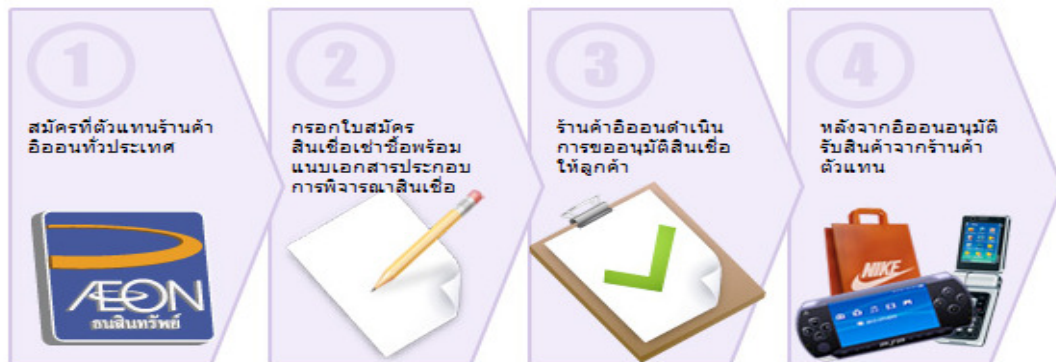 1
สมัครที่ตัวแทนร้านค้า
อิออนทั่วประเทศ
ÆON
ธนสินทรัพย์
2
กรอกใบสมัคร
สินเชื่อเช่าซื้อพร้อม
แนบเอกสารประกอบ
การพิจารณาสินเชื่อ
3
ร้านค้าอิออนดำเนิน
การขออนุมัติสินเชื่อ
ให้ลูกค้า
4
หลังจากอิออนอนุมัติ
รับสินค้าจากร้านค้า
ตัวแทน
NIKE
PSP